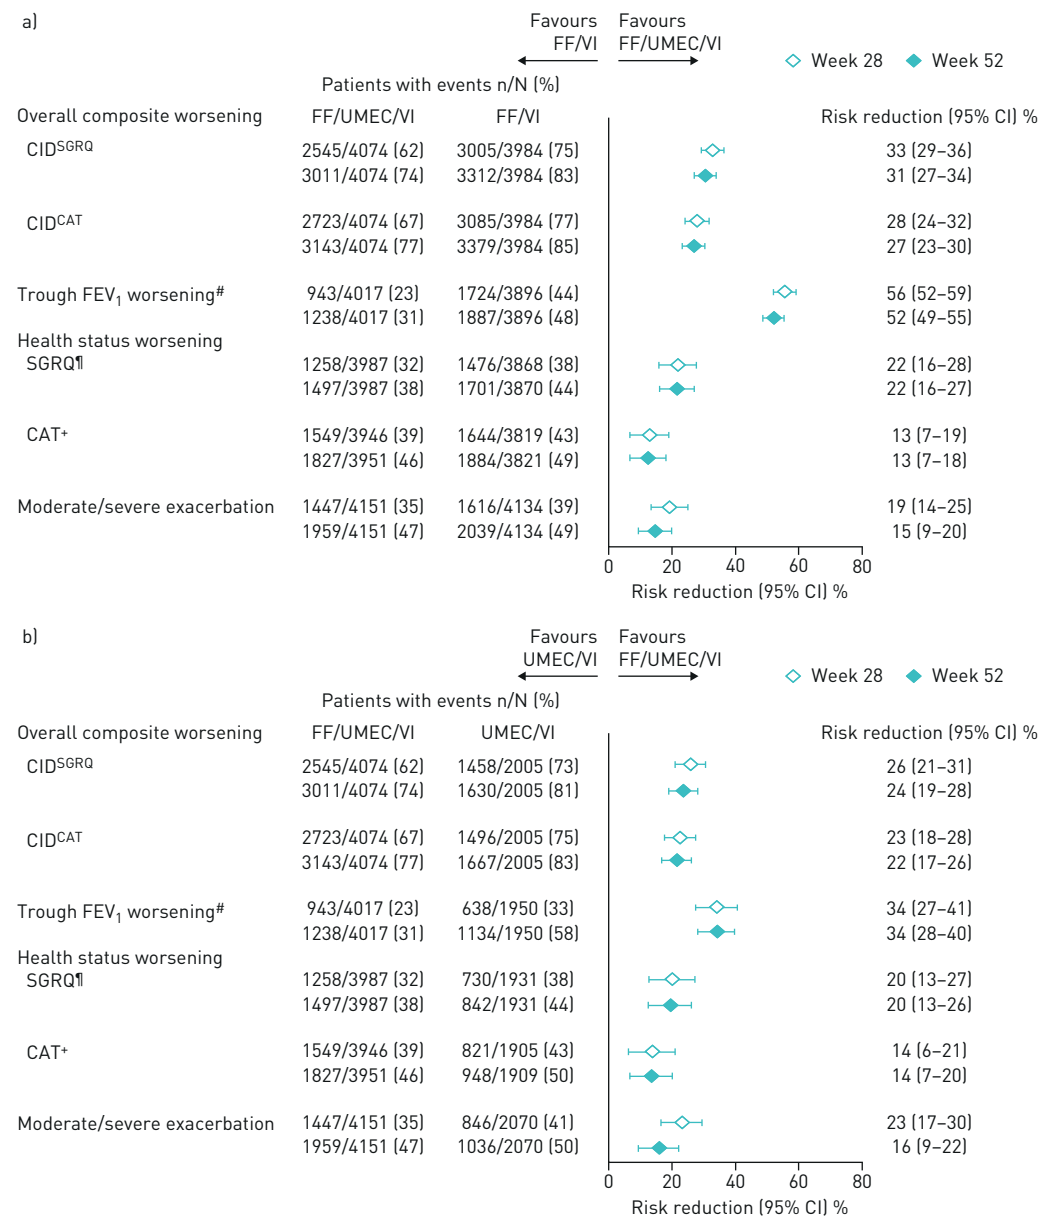 a)
Favours FF/VI
Favours FF/UMEC/VI
Week 28 Week 52
Patients with events n/N (%)
Overall composite worsening FF/UMEC/VI FF/VI Risk reduction (95% CI) %
CIDSGRQ 2545/4074 (62) 3005/3984 (75) 33 (29–36)
3011/4074 (74) 3312/3984 (83) 31 (27–34)
CIDCAT 2723/4074 (67) 3085/3984 (77) 28 (24–32)
3143/4074 (77) 3379/3984 (85) 27 (23–30)
Trough FEV1 worsening# 943/4017 (23) 1724/3896 (44) 56 (52–59)
1238/4017 (31) 1887/3896 (48) 52 (49–55)
Health status worsening
SGRQ¶ 1258/3987 (32) 1476/3868 (38) 22 (16–28)
1497/3987 (38) 1701/3870 (44) 22 (16–27)
CAT+ 1549/3946 (39) 1644/3819 (43) 13 (7–19)
1827/3951 (46) 1884/3821 (49) 13 (7–18)
Moderate/severe exacerbation 1447/4151 (35) 1616/4134 (39) 19 (14–25)
1959/4151 (47) 2039/4134 (49) 15 (9–20)
0 20 40 60 80
Risk reduction (95% CI) %
b)
Favours UMEC/VI
Favours FF/UMEC/VI
Week 28 Week 52
Patients with events n/N (%)
Overall composite worsening FF/UMEC/VI UMEC/VI Risk reduction (95% CI) %
CIDSGRQ 2545/4074 (62) 1458/2005 (73) 26 (21–31)
3011/4074 (74) 1630/2005 (81) 24 (19–28)
CIDCAT 2723/4074 (67) 1496/2005 (75) 23 (18–28)
3143/4074 (77) 1667/2005 (83) 22 (17–26)
Trough FEV1 worsening# 943/4017 (23) 638/1950 (33) 34 (27–41)
1238/4017 (31) 1134/1950 (58) 34 (28–40)
Health status worsening
SGRQ¶ 1258/3987 (32) 730/1931 (38) 20 (13–27)
1497/3987 (38) 842/1931 (44) 20 (13–26)
CAT+ 1549/3946 (39) 821/1905 (43) 14 (6–21)
1827/3951 (46) 948/1909 (50) 14 (7–20)
Moderate/severe exacerbation 1447/4151 (35) 846/2070 (41) 23 (17–30)
1959/4151 (47) 1036/2070 (50) 16 (9–22)
0 20 40 60 80
Risk reduction (95% CI) %